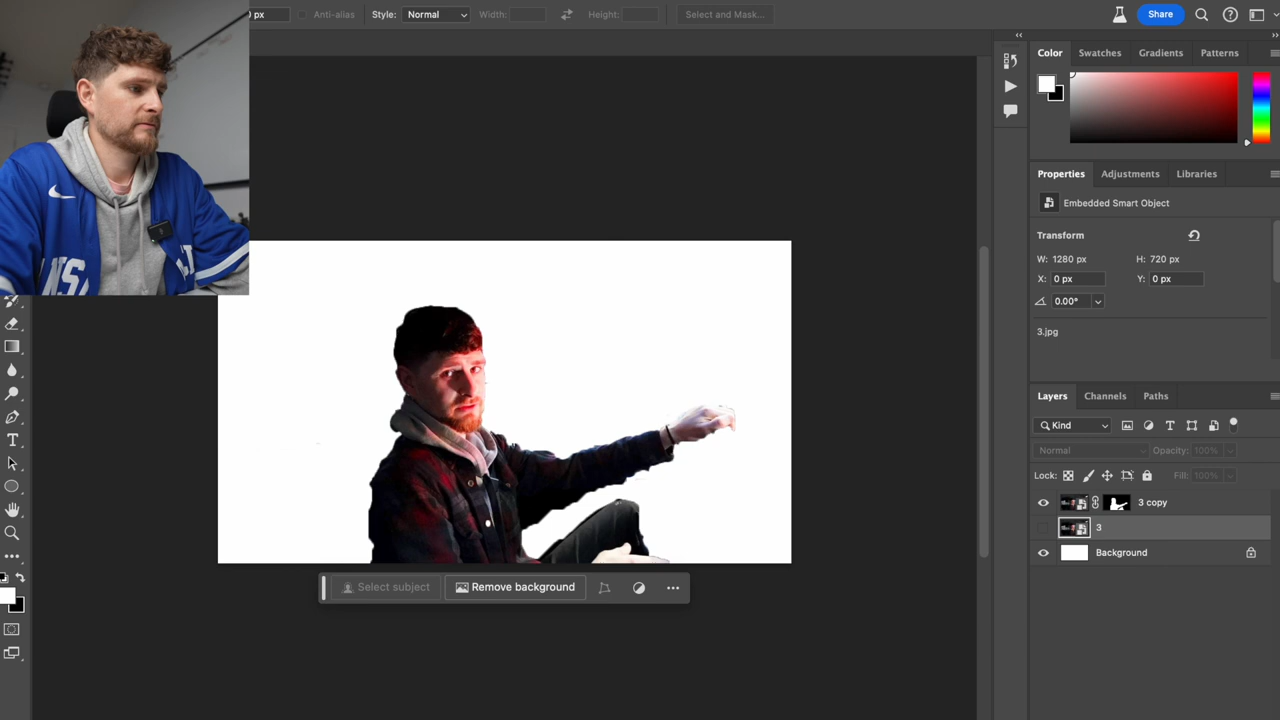 px Anti-alias Style: Normal Width: Height: Select and Mask... Share
Color Swatches Gradients Patterns
Properties Adjustments Libraries
Embedded Smart Object
Transform
W: 1280 px H: 720 px
X: 0 px Y: 0 px
0.00°
3.jpg
Layers Channels Paths
Kind
Normal Opacity: 100%
Lock: Fill: 100%
3 copy
3
Background
Select subject Remove background